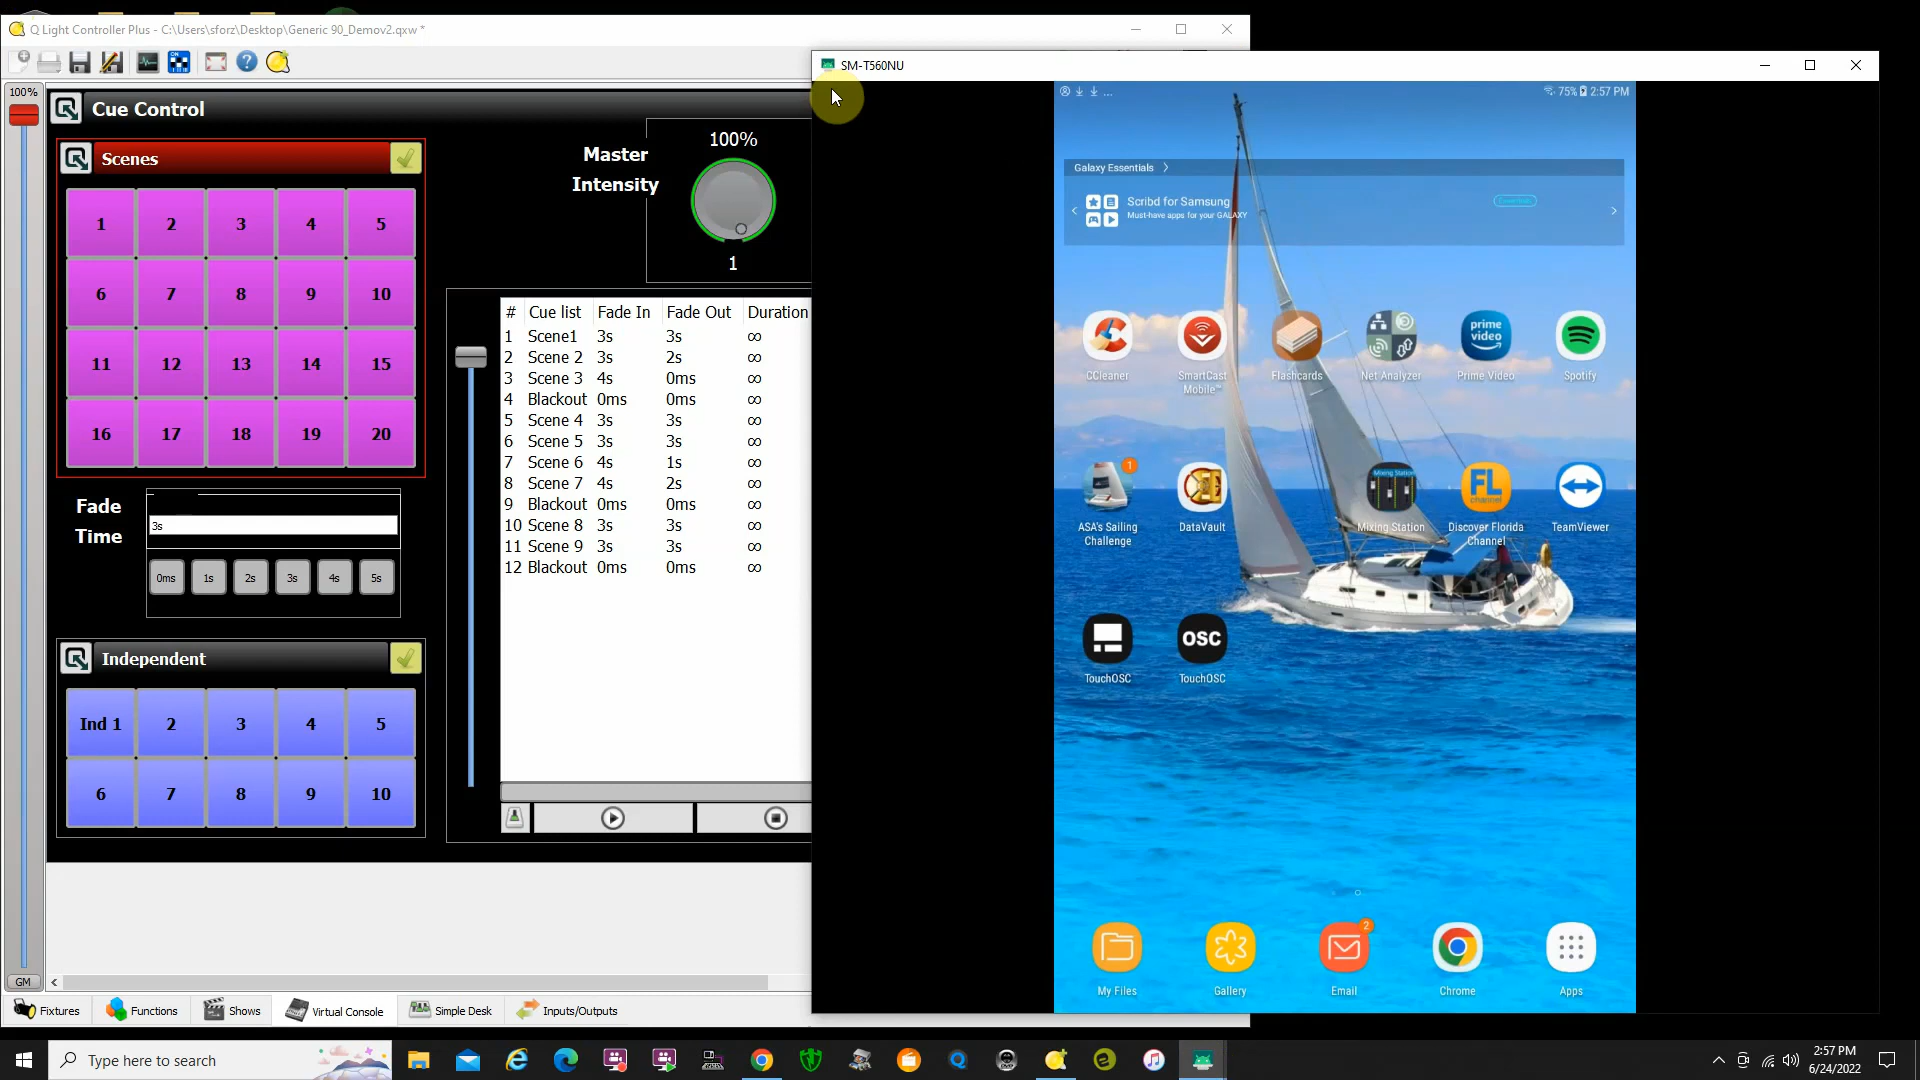 Q Light Controller Plus - C:\Users\sforz\Desktop\Generic 90_Demov2.qxw *
100%
Cue Control
Scenes
1 2 3 4 5
6 7 8 9 10
11 12 13 14 15
16 17 18 19 20
Fade
Time
3s
0ms 1s 2s 3s 4s 5s
Independent
Ind 1 2 3 4 5
6 7 8 9 10
Master
Intensity
100%
1
# Cue list Fade In Fade Out Duration
1 Scene1 3s 3s ∞
2 Scene 2 3s 2s ∞
3 Scene 3 4s 0ms ∞
4 Blackout 0ms 0ms ∞
5 Scene 4 3s 3s ∞
6 Scene 5 3s 3s ∞
7 Scene 6 4s 1s ∞
8 Scene 7 4s 2s ∞
9 Blackout 0ms 0ms ∞
10 Scene 8 3s 3s ∞
11 Scene 9 3s 3s ∞
12 Blackout 0ms 0ms ∞
GM
Fixtures Functions Shows Virtual Console Simple Desk Inputs/Outputs
SM-T560NU
... 75% 2:57 PM
Galaxy Essentials
Scribd for Samsung
Must-have apps for your GALAXY
Essentials
prime
video
CCleaner SmartCast Mobile™ Flashcards Net Analyzer Prime Video Spotify
1
Mixing Station
FL
channel
ASA's Sailing Challenge DataVault Mixing Station Discover Florida Channel TeamViewer
OSC
TouchOSC TouchOSC
2
My Files Gallery Email Chrome Apps
Type here to search
2:57 PM
6/24/2022